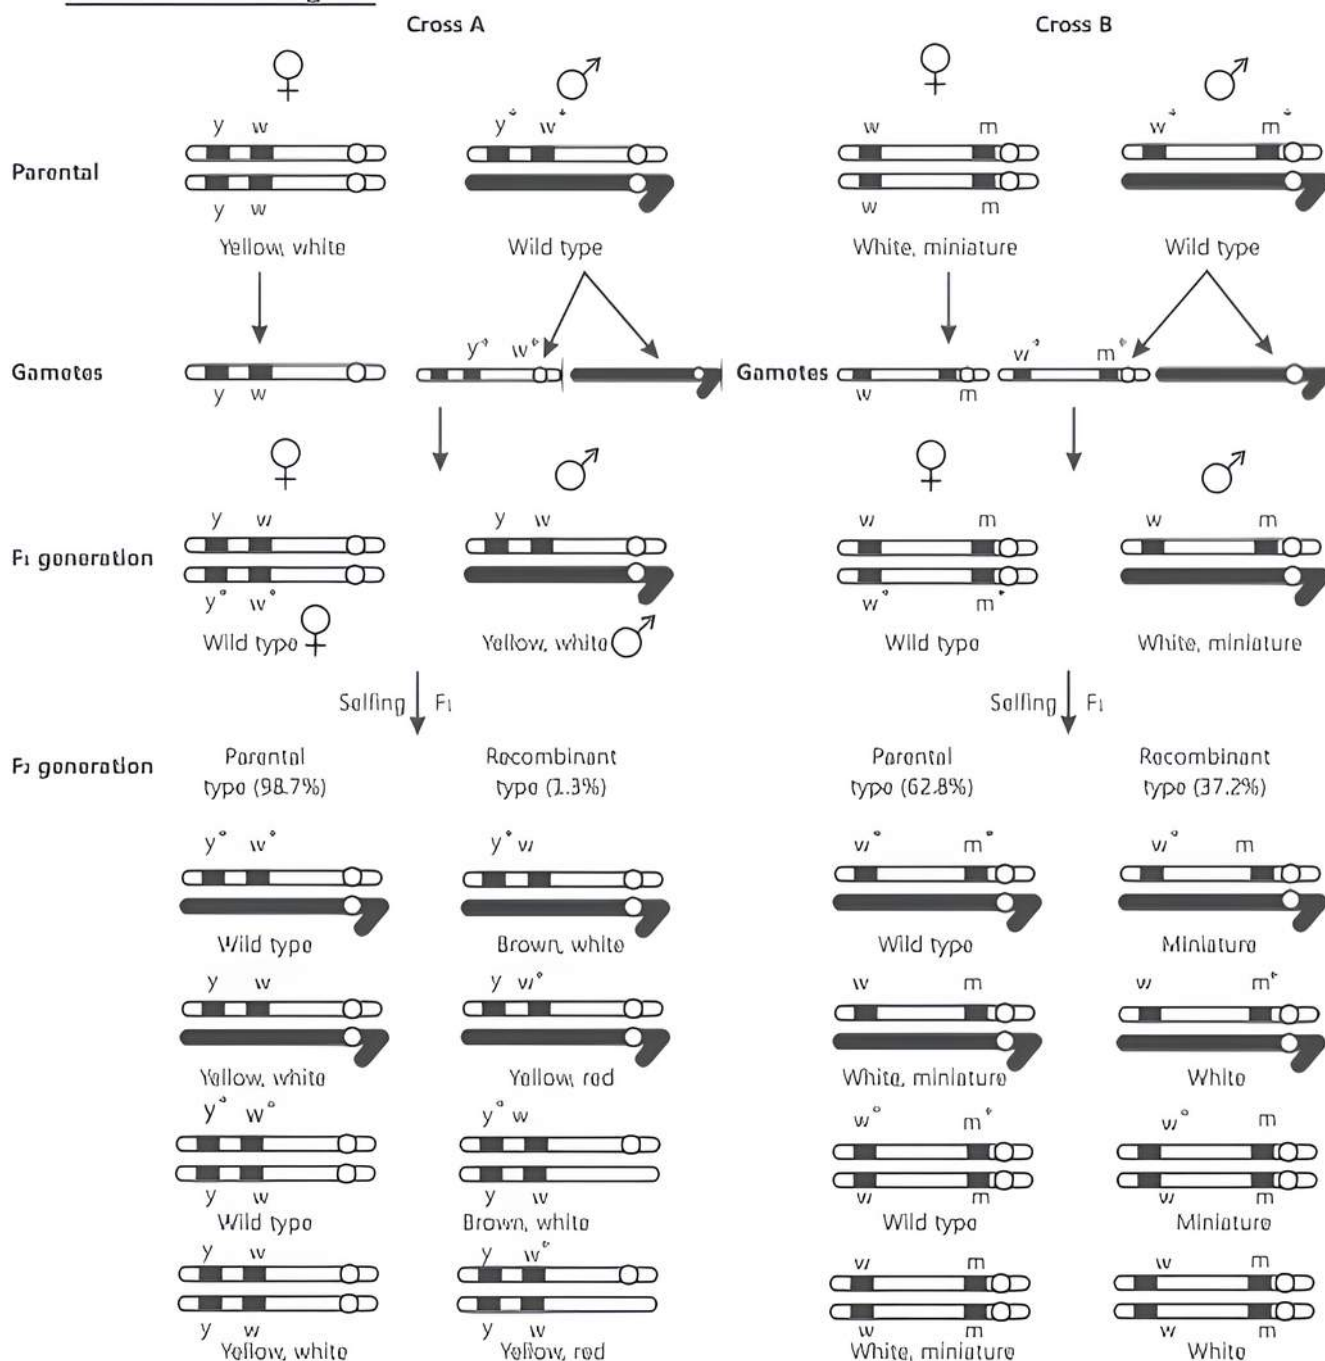 Cross A
Cross B
y w
y⁺ w⁺
w m
w⁺ m⁺
Parental
y w
w m
Yellow, white
Wild type
White, miniature
Wild type
y⁺ w⁺
w⁺ m⁺
Gametes
Gametes
y w
w m
y w
y w
w m
w m
F₁ generation
y⁺ w⁺
w⁺ m⁺
Wild type
Yellow, white
Wild type
White, miniature
Selfing F₁
Selfing F₁
F₂ generation
Parental
type (98.7%)
Recombinant
type (1.3%)
Parental
type (62.8%)
Recombinant
type (37.2%)
y⁺ w⁺
y⁺ w
w⁺ m⁺
w⁺ m
Wild type
Brown, white
Wild type
Miniature
y w
y w⁺
w m
w m⁺
Yellow, white
Yellow, red
White, miniature
White
y⁺ w⁺
y⁺ w
w⁺ m⁺
w⁺ m
y w
y w
w m
w m
Wild type
Brown, white
Wild type
Miniature
y w
y w⁺
w m
w m
y w
y w
w m
w m
Yellow, white
Yellow, red
White, miniature
White